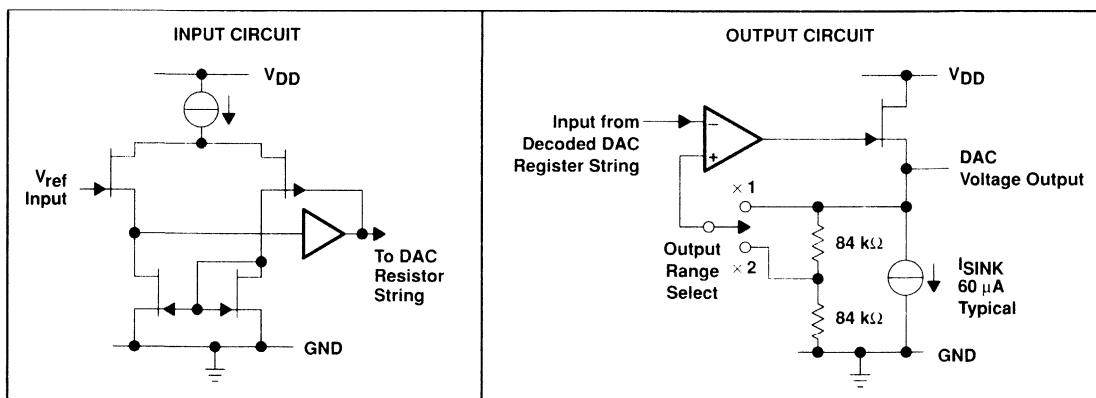 INPUT CIRCUIT
VDD
Vref
Input
To DAC
Resistor
String
GND
OUTPUT CIRCUIT
VDD
Input from
Decoded DAC
Register String
−
+
DAC
Voltage Output
× 1
Output
Range
Select
× 2
84 kΩ
84 kΩ
ISINK
60 µA
Typical
GND